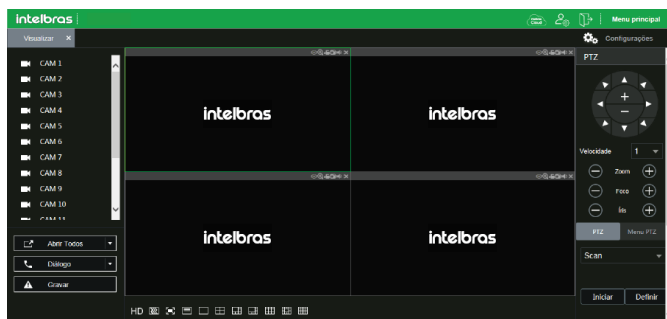 intelbras
Menu principal
Visualizar ×
Configurações
CAM 1
CAM 2
CAM 3
CAM 4
CAM 5
CAM 6
CAM 7
CAM 8
CAM 9
CAM 10
CAM 11
Abrir Todos
Diálogo
Gravar
intelbras
intelbras
intelbras
intelbras
HD
PTZ
Velocidade 1
Zoom
Foco
Íris
PTZ Menu PTZ
Scan
Iniciar Definir